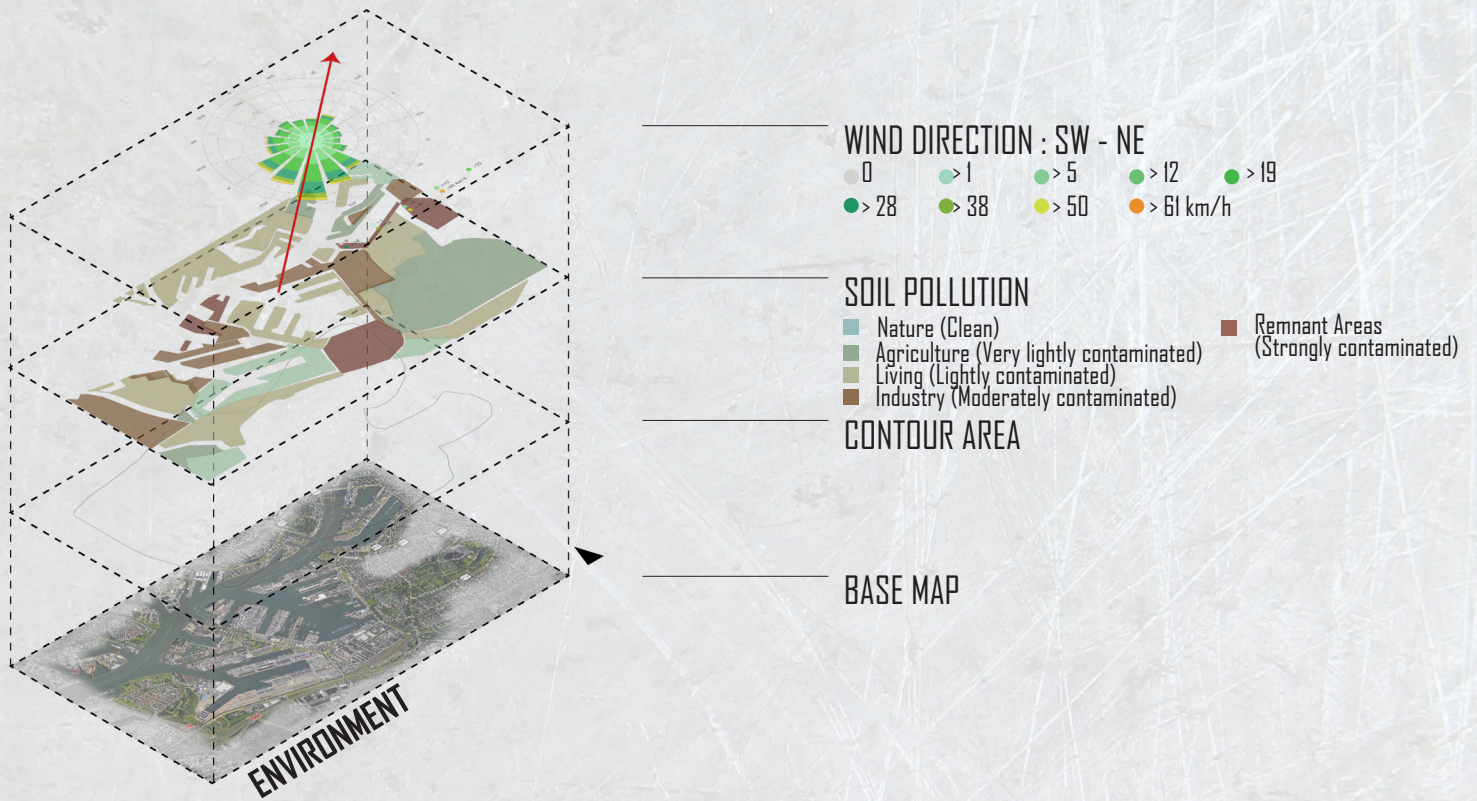 WIND DIRECTION : SW - NE
0 > 1 > 5 > 12 > 19
> 28 > 38 > 50 > 61 km/h
SOIL POLLUTION
Nature (Clean)
Agriculture (Very lightly contaminated)
Living (Lightly contaminated)
Industry (Moderately contaminated)
Remnant Areas
(Strongly contaminated)
CONTOUR AREA
BASE MAP
ENVIRONMENT